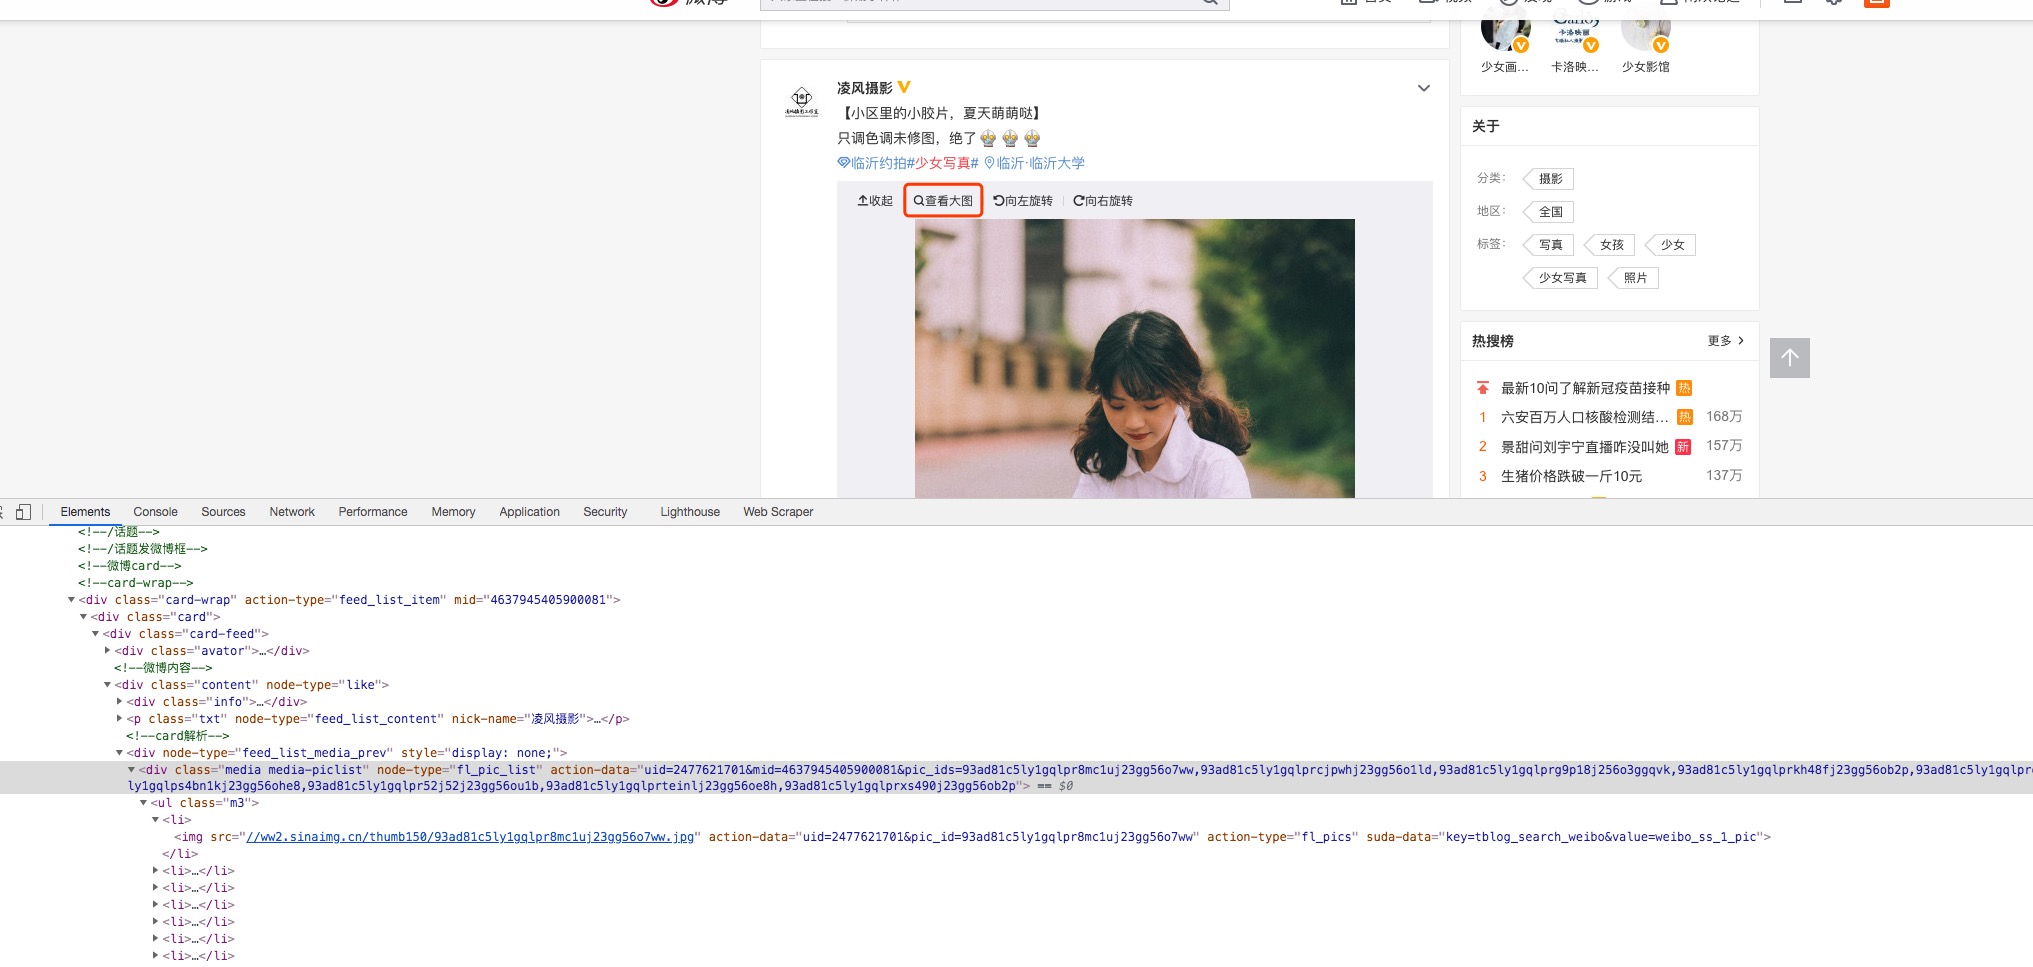 少女画...
卡洛映...
少女影馆
凌风摄影
【小区里的小胶片，夏天萌萌哒】
只调色调未修图，绝了
临沂约拍#少女写真# 临沂·临沂大学
收起
查看大图
向左旋转
向右旋转
关于
分类： 摄影
地区： 全国
标签： 写真 女孩 少女
少女写真 照片
热搜榜 更多
最新10问了解新冠疫苗接种 热
1 六安百万人口核酸检测结... 热 168万
2 景甜问刘宇宁直播咋没叫她 新 157万
3 生猪价格跌破一斤10元 137万
Elements Console Sources Network Performance Memory Application Security Lighthouse Web Scraper
<!--/话题-->
<!--/话题发微博框-->
<!--微博card-->
<!--card-wrap-->
<div class="card-wrap" action-type="feed_list_item" mid="4637945405900081">
<div class="card">
<div class="card-feed">
<div class="avator">…</div>
<!--微博内容-->
<div class="content" node-type="like">
<div class="info">…</div>
<p class="txt" node-type="feed_list_content" nick-name="凌风摄影">…</p>
<!--card解析-->
<div node-type="feed_list_media_prev" style="display: none;">
<div class="media media-piclist" node-type="fl_pic_list" action-data="uid=2477621701&mid=4637945405900081&pic_ids=93ad81c5ly1gqlpr8mc1uj23gg56o7ww,93ad81c5ly1gqlprcjpwhj23gg56o1ld,93ad81c5ly1gqlprg9p18j256o3ggqvk,93ad81c5ly1gqlprkh48fj23gg56ob2p,93ad81c5ly1gqlpr
ly1gqlps4bn1kj23gg56ohe8,93ad81c5ly1gqlpr52j52j23gg56ou1b,93ad81c5ly1gqlprteinlj23gg56oe8h,93ad81c5ly1gqlprxs490j23gg56ob2p"> == $0
<ul class="m3">
<li>
<img src="//ww2.sinaimg.cn/thumb150/93ad81c5ly1gqlpr8mc1uj23gg56o7ww.jpg" action-data="uid=2477621701&pic_id=93ad81c5ly1gqlpr8mc1uj23gg56o7ww" action-type="fl_pics" suda-data="key=tblog_search_weibo&value=weibo_ss_1_pic">
</li>
<li>…</li>
<li>…</li>
<li>…</li>
<li>…</li>
<li>…</li>
<li>…</li>